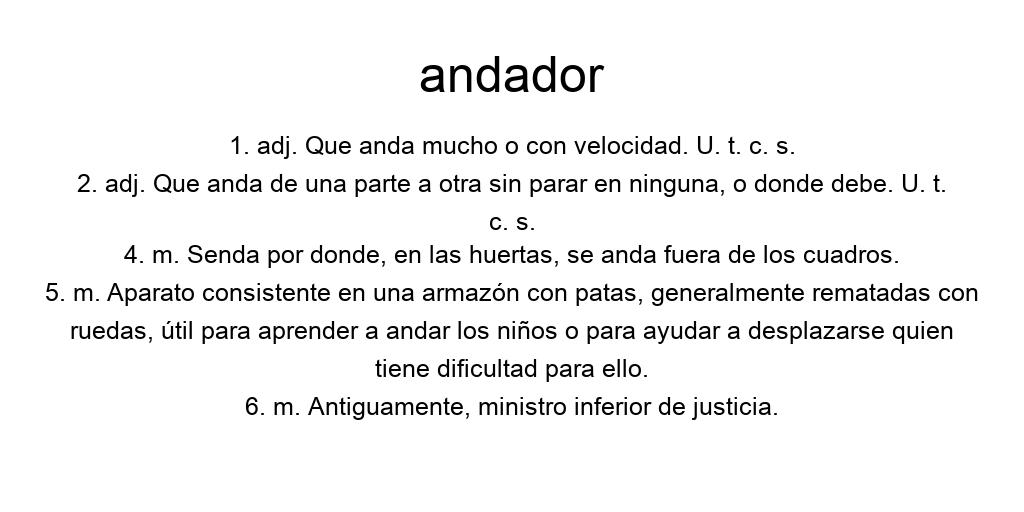 andador
1. adj. Que anda mucho o con velocidad. U. t. c. s.
2. adj. Que anda de una parte a otra sin parar en ninguna, o donde debe. U. t.
c. s.
4. m. Senda por donde, en las huertas, se anda fuera de los cuadros.
5. m. Aparato consistente en una armazón con patas, generalmente rematadas con
ruedas, útil para aprender a andar los niños o para ayudar a desplazarse quien
tiene dificultad para ello.
6. m. Antiguamente, ministro inferior de justicia.